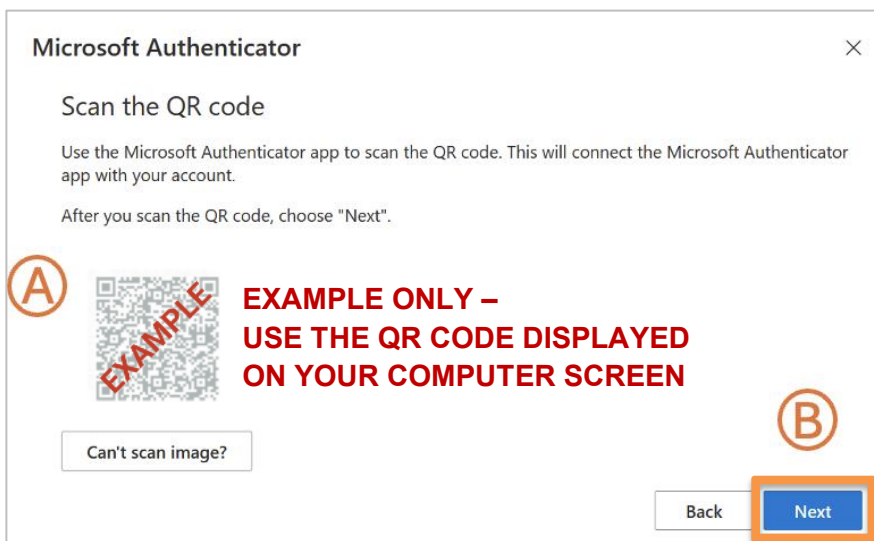 Microsoft Authenticator
Scan the QR code
Use the Microsoft Authenticator app to scan the QR code. This will connect the Microsoft Authenticator
app with your account.
After you scan the QR code, choose "Next".
A
EXAMPLE
EXAMPLE ONLY –
USE THE QR CODE DISPLAYED
ON YOUR COMPUTER SCREEN
B
Can't scan image?
Back Next